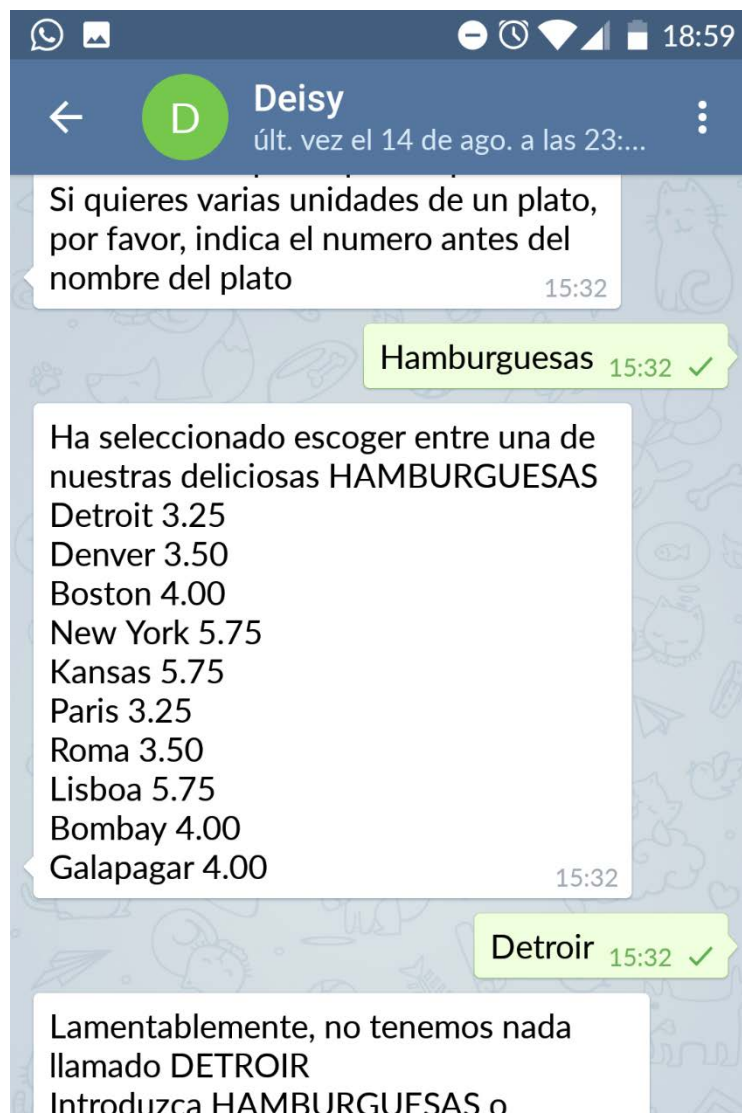 18:59
D
Deisy
últ. vez el 14 de ago. a las 23:...
Si quieres varias unidades de un plato,
por favor, indica el numero antes del
nombre del plato
15:32
Hamburguesas 15:32
Ha seleccionado escoger entre una de
nuestras deliciosas HAMBURGUESAS
Detroit 3.25
Denver 3.50
Boston 4.00
New York 5.75
Kansas 5.75
Paris 3.25
Roma 3.50
Lisboa 5.75
Bombay 4.00
Galapagar 4.00
15:32
Detroir 15:32
Lamentablemente, no tenemos nada
llamado DETROIR
Introduzca HAMBURGUESAS o